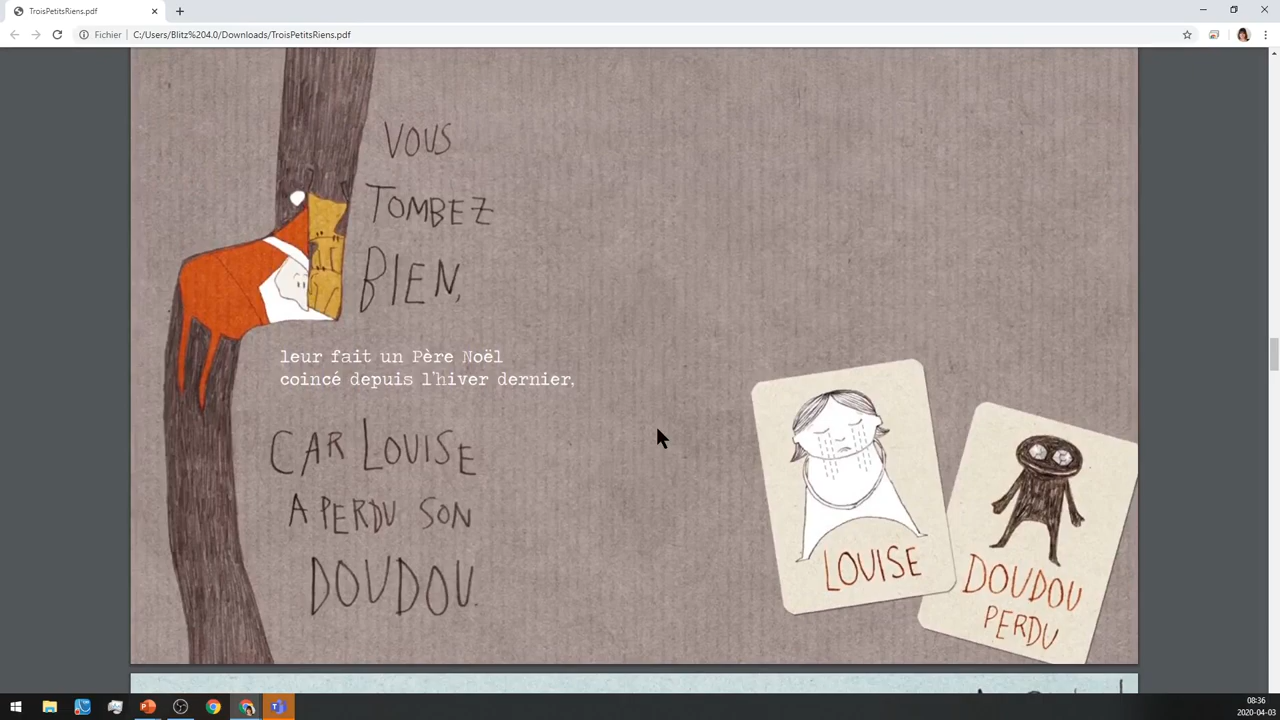 TroisPetitsRiens.pdf
Fichier
C:/Users/Blitz%204.0/Downloads/TroisPetitsRiens.pdf
VOUS
TOMBEZ
BIEN,
leur fait un Père Noël
coincé depuis l'hiver dernier,
CAR LOUISE
A PERDU SON
DOUDOU.
LOUISE
DOUDOU
PERDU
08:36
2020-04-03